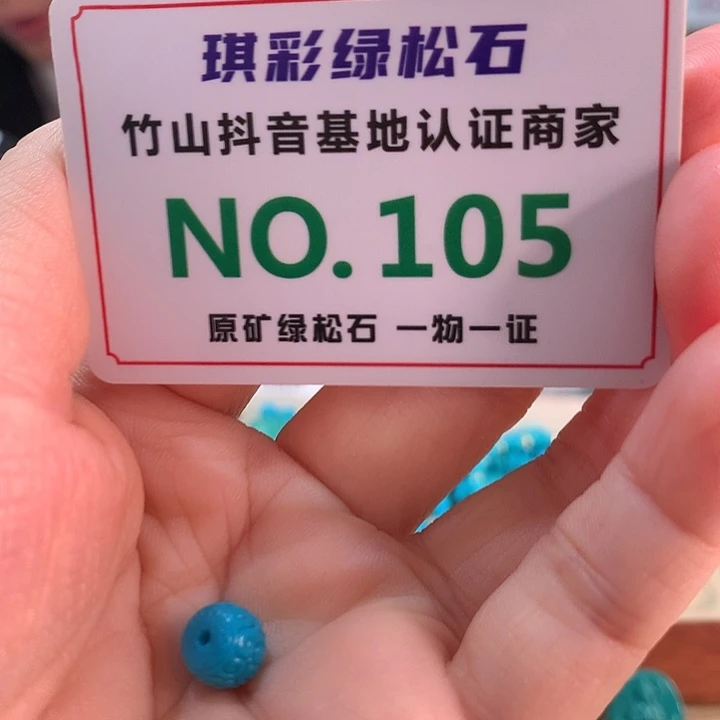 琪彩绿松石
竹山抖音基地认证商家
NO.105
原矿绿松石 一物一证